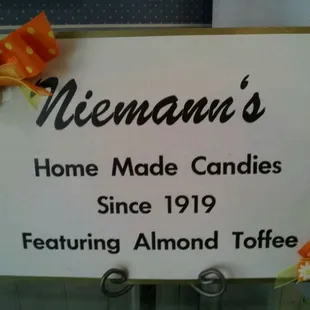 Niemann's
Home Made Candies
Since 1919
Featuring Almond Toffee